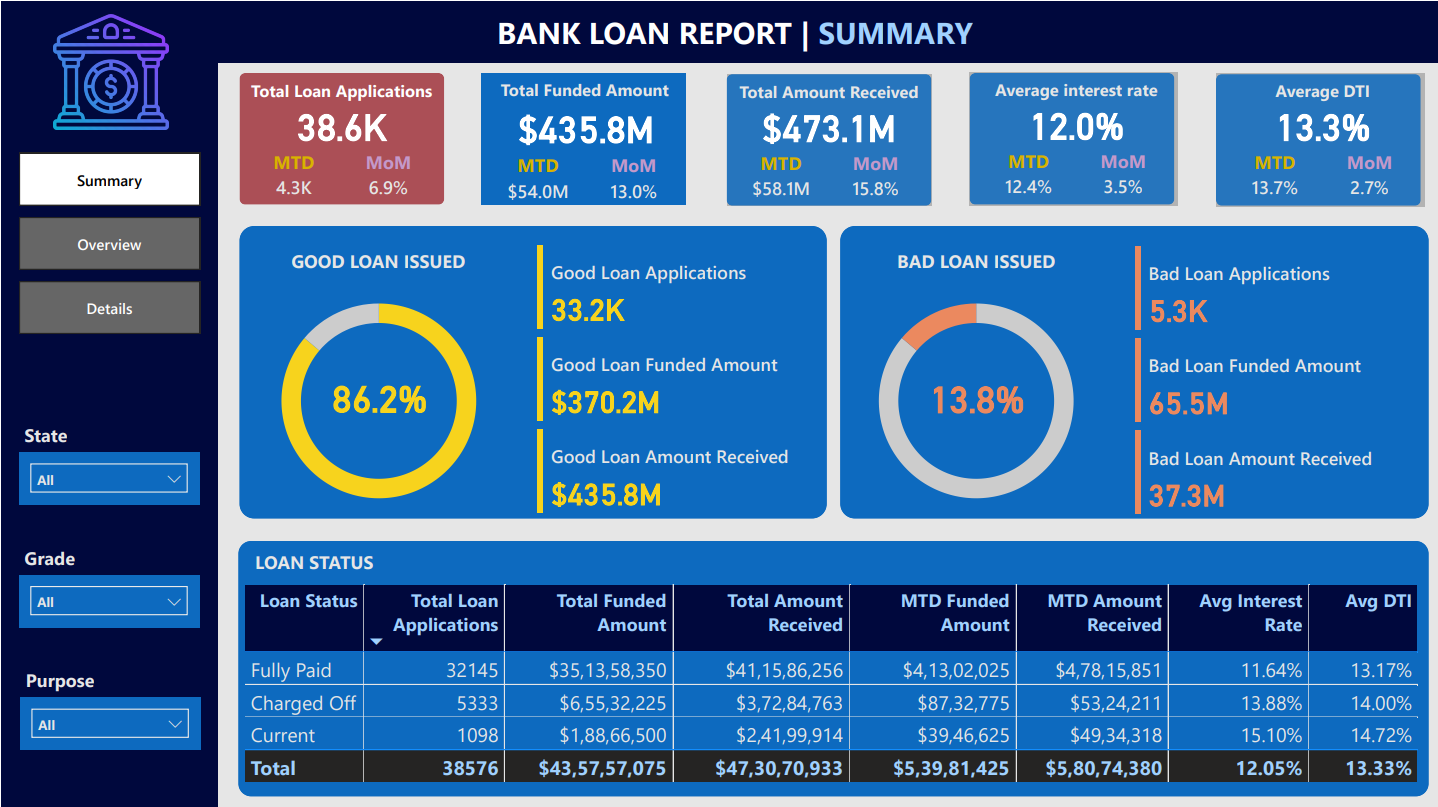 BANK LOAN REPORT | SUMMARY
Total Loan Applications
38.6K
MTD MoM
4.3K 6.9%
Total Funded Amount
$435.8M
MTD MoM
$54.0M 13.0%
Total Amount Received
$473.1M
MTD MoM
$58.1M 15.8%
Average interest rate
12.0%
MTD MoM
12.4% 3.5%
Average DTI
13.3%
MTD MoM
13.7% 2.7%
$
Summary
Overview
Details
State
All
Grade
All
Purpose
All
GOOD LOAN ISSUED
86.2%
Good Loan Applications
33.2K
Good Loan Funded Amount
$370.2M
Good Loan Amount Received
$435.8M
BAD LOAN ISSUED
13.8%
Bad Loan Applications
5.3K
Bad Loan Funded Amount
65.5M
Bad Loan Amount Received
37.3M
LOAN STATUS
Loan Status Total Loan Total Funded Total Amount MTD Funded MTD Amount Avg Interest Avg DTI
Applications Amount Received Amount Received Rate
Fully Paid 32145 $35,13,58,350 $41,15,86,256 $4,13,02,025 $4,78,15,851 11.64% 13.17%
Charged Off 5333 $6,55,32,225 $3,72,84,763 $87,32,775 $53,24,211 13.88% 14.00%
Current 1098 $1,88,66,500 $2,41,99,914 $39,46,625 $49,34,318 15.10% 14.72%
Total 38576 $43,57,57,075 $47,30,70,933 $5,39,81,425 $5,80,74,380 12.05% 13.33%